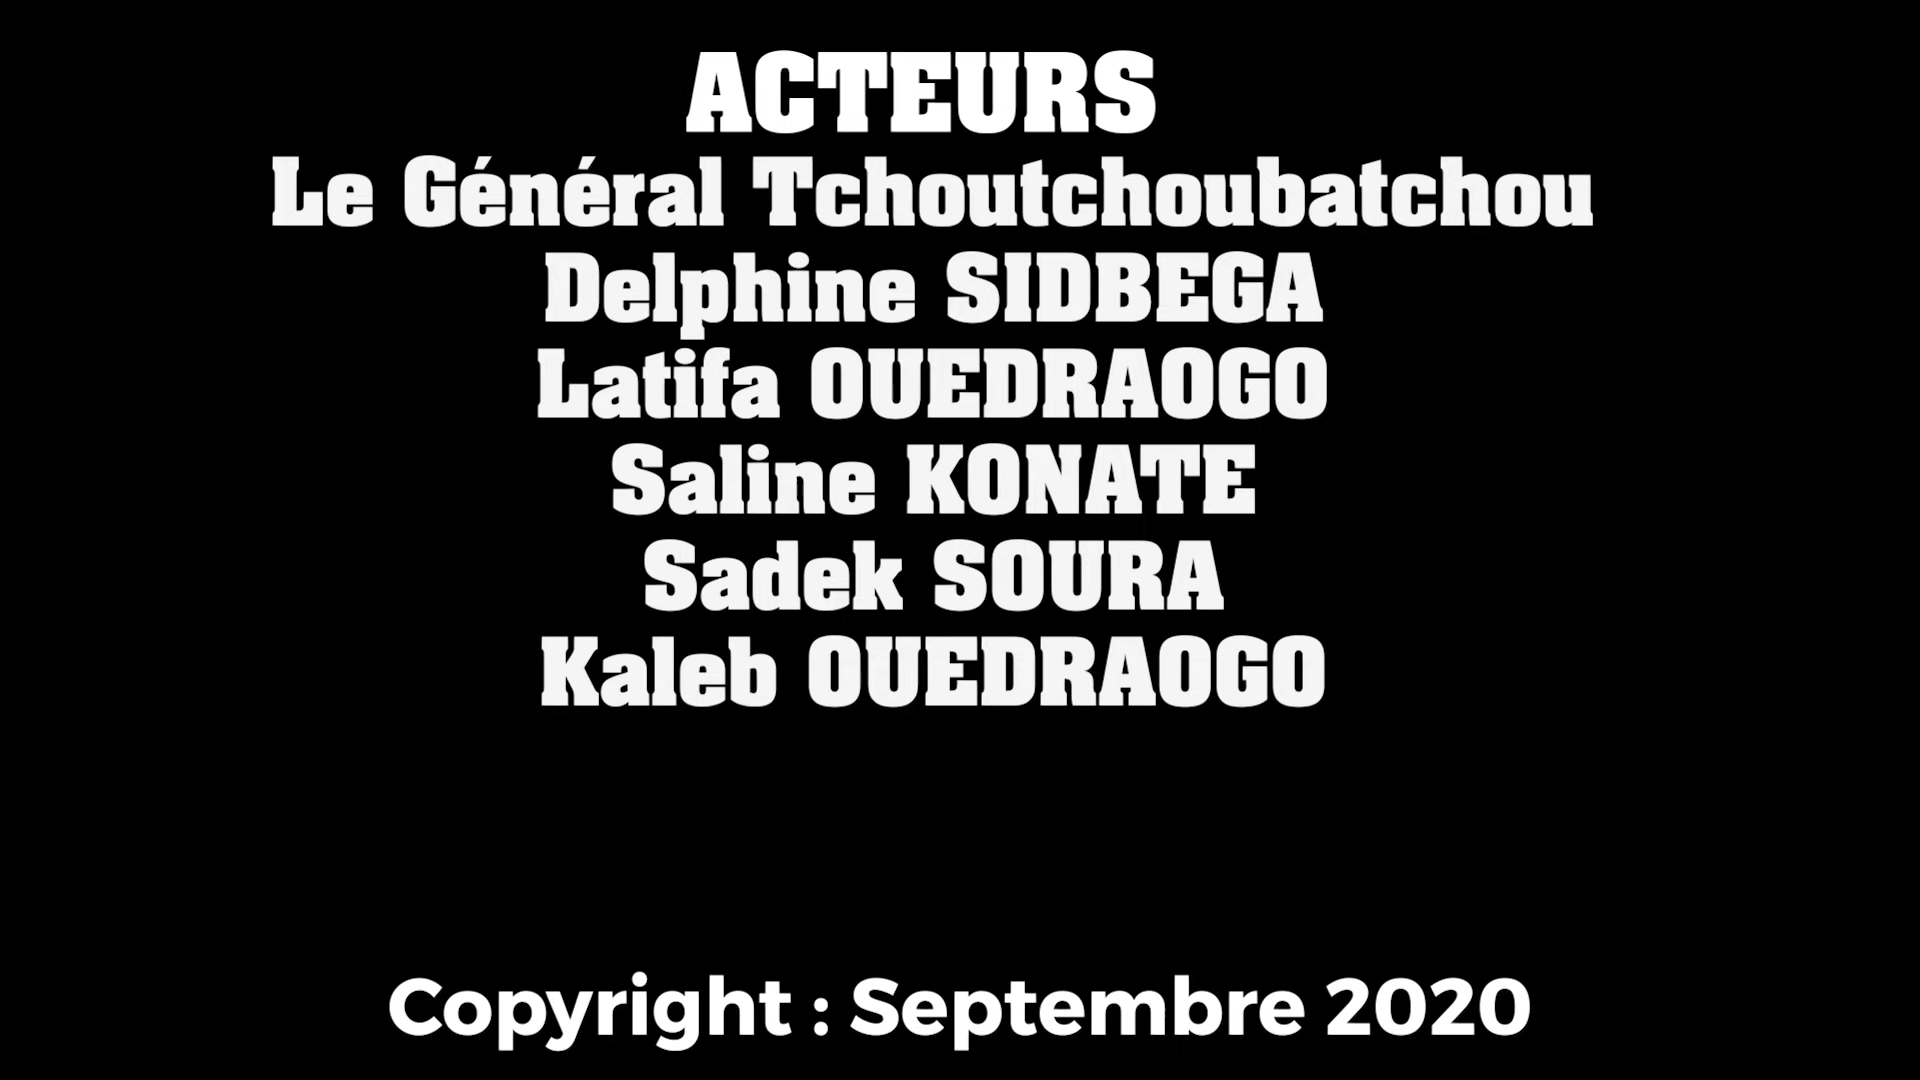 ACTEURS
Le Général Tchoutchoubatchou
Delphine SIDBEGA
Latifa OUEDRAOGO
Saline KONATE
Sadek SOURA
Kaleb OUEDRAOGO
Copyright : Septembre 2020